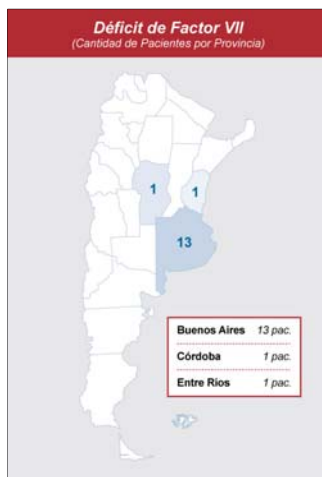 Déficit de Factor VII
(Cantidad de Pacientes por Provincia)
1
1
13
Buenos Aires 13 pac.
Córdoba 1 pac.
Entre Ríos 1 pac.